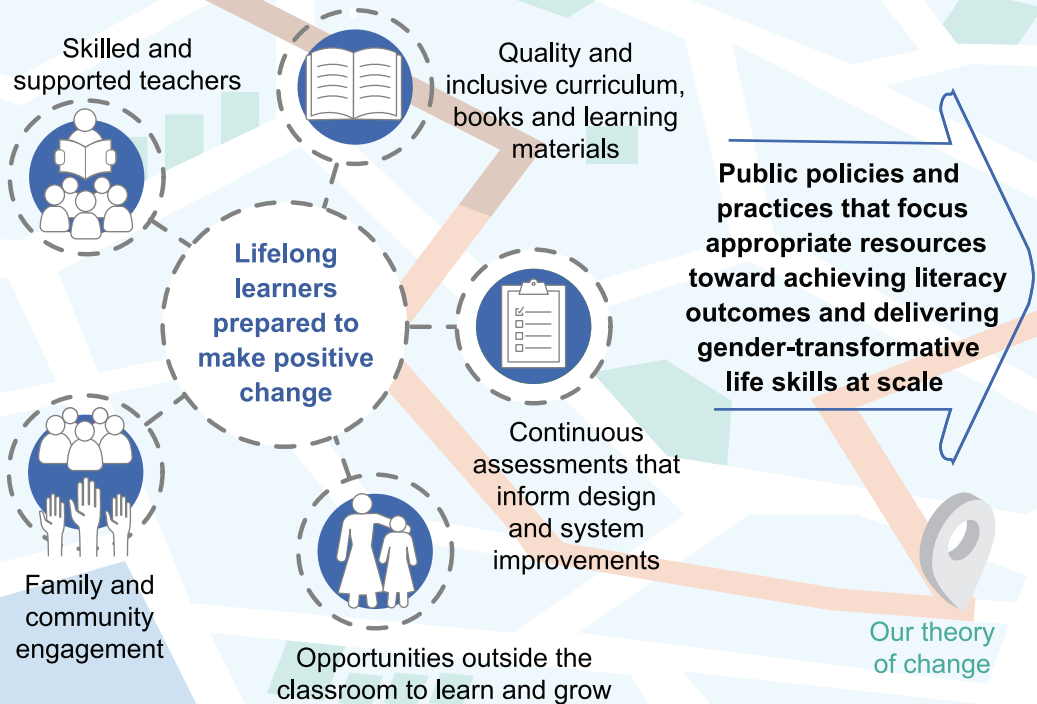 Skilled and
supported teachers
Quality and
inclusive curriculum,
books and learning
materials
Lifelong
learners
prepared to
make positive
change
Public policies and
practices that focus
appropriate resources
toward achieving literacy
outcomes and delivering
gender-transformative
life skills at scale
Continuous
assessments that
inform design
and system
improvements
Family and
community
engagement
Opportunities outside the
classroom to learn and grow
Our theory
of change